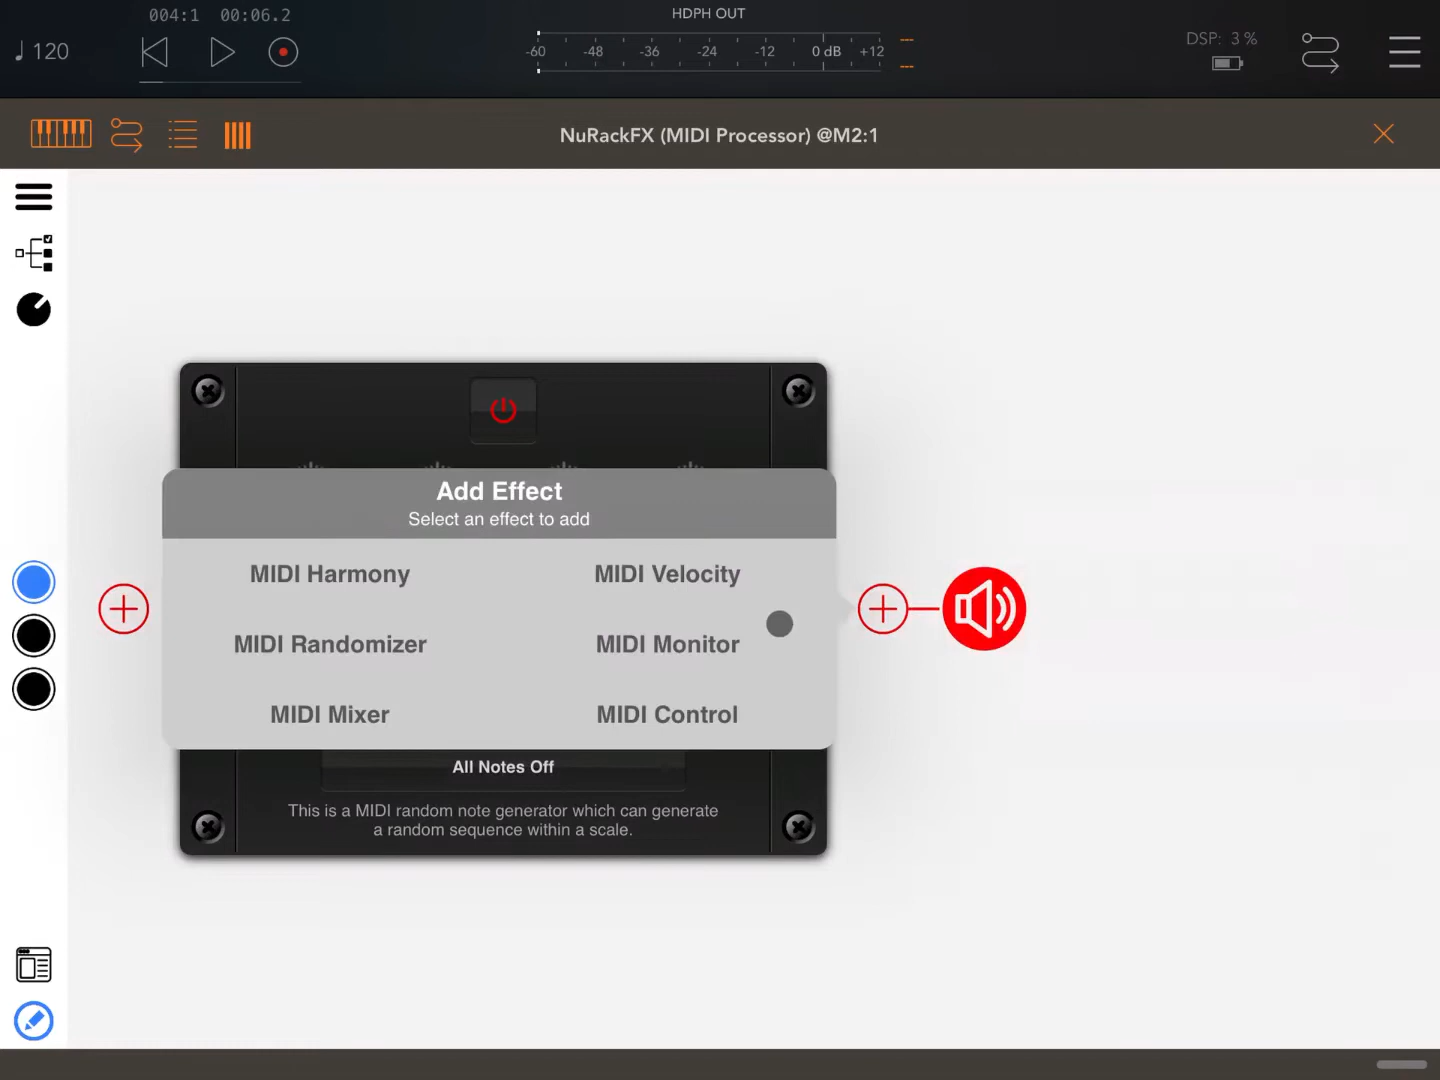 004:1 00:06.2
HDPH OUT
♩120
-60 -48 -36 -24 -12 0 dB +12
DSP: 3 %
NuRackFX (MIDI Processor) @M2:1
Add Effect
Select an effect to add
MIDI Harmony MIDI Velocity
MIDI Randomizer MIDI Monitor
MIDI Mixer MIDI Control
All Notes Off
This is a MIDI random note generator which can generate
a random sequence within a scale.